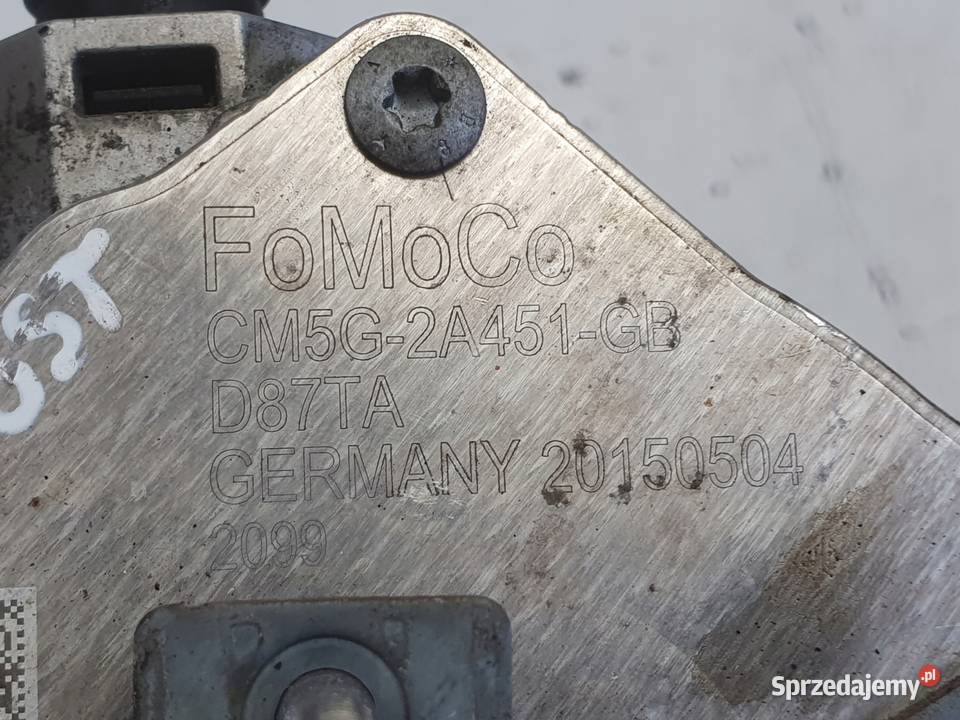 FoMoCo
CM5G-2A451-GB
D87TA
GERMANY 20150504
2099
Sprzedajemy.pl